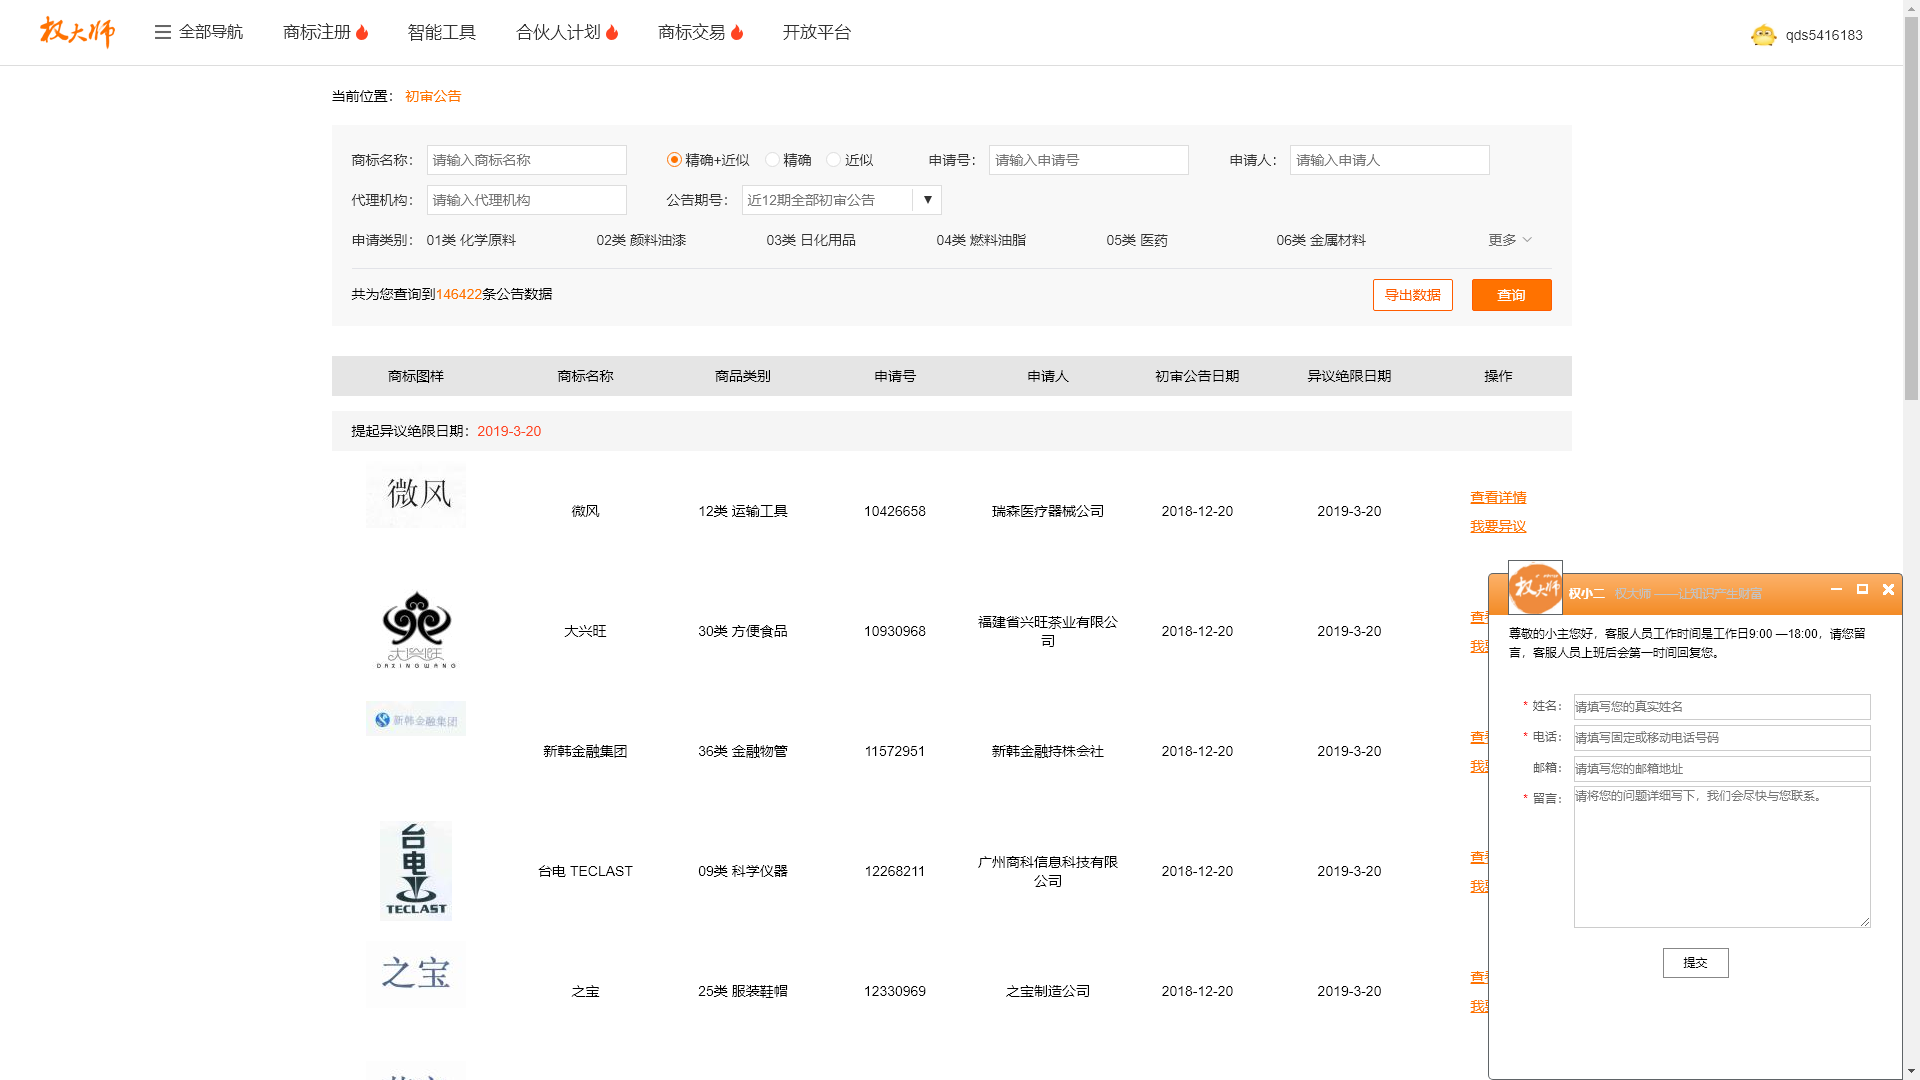 权大师 全部导航 商标注册 智能工具 合伙人计划 商标交易 开放平台 qds5416183
当前位置： 初审公告
商标名称： 请输入商标名称 精确+近似 精确 近似 申请号： 请输入申请号 申请人： 请输入申请人
代理机构： 请输入代理机构 公告期号： 近12期全部初审公告 ▼
申请类别： 01类 化学原料 02类 颜料油漆 03类 日化用品 04类 燃料油脂 05类 医药 06类 金属材料 更多
共为您查询到146422条公告数据 导出数据 查询
商标图样 商标名称 商品类别 申请号 申请人 初审公告日期 异议绝限日期 操作
提起异议绝限日期：2019-3-20
微风 微风 12类 运输工具 10426658 瑞森医疗器械公司 2018-12-20 2019-3-20 查看详情
我要异议
大兴旺 DAXINGWANG 大兴旺 30类 方便食品 10930968 福建省兴旺茶业有限公司 2018-12-20 2019-3-20
新韩金融集团 新韩金融集团 36类 金融物管 11572951 新韩金融持株会社 2018-12-20 2019-3-20
台电 TECLAST 台电 TECLAST 09类 科学仪器 12268211 广州商科信息科技有限公司 2018-12-20 2019-3-20
之宝 之宝 25类 服装鞋帽 12330969 之宝制造公司 2018-12-20 2019-3-20
权大师 权小二 权大师 ——让知识产生财富
尊敬的小主您好，客服人员工作时间是工作日9:00 —18:00，请您留
言，客服人员上班后会第一时间回复您。
* 姓名： 请填写您的真实姓名
* 电话： 请填写固定或移动电话号码
邮箱： 请填写您的邮箱地址
* 留言： 请将您的问题详细写下，我们会尽快与您联系。
提交